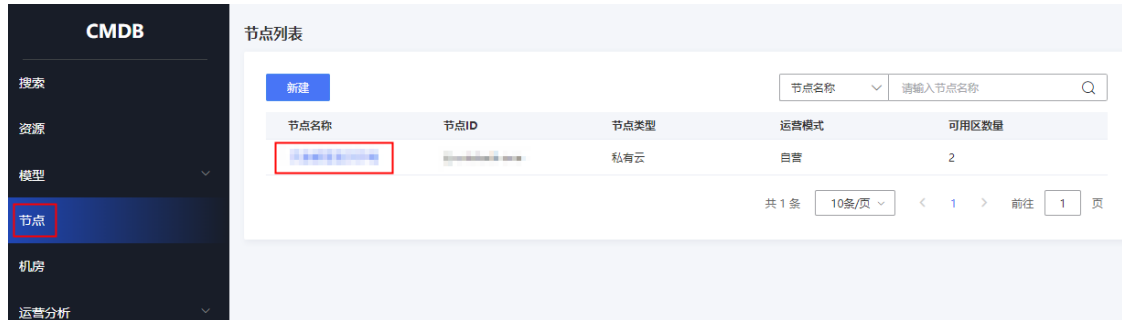 CMDB
搜索
资源
模型
节点
机房
运营分析
节点列表
新建
节点名称 请输入节点名称
节点名称 节点ID 节点类型 运营模式 可用区数量
私有云 自营 2
共 1 条 10条/页 < 1 > 前往 1 页